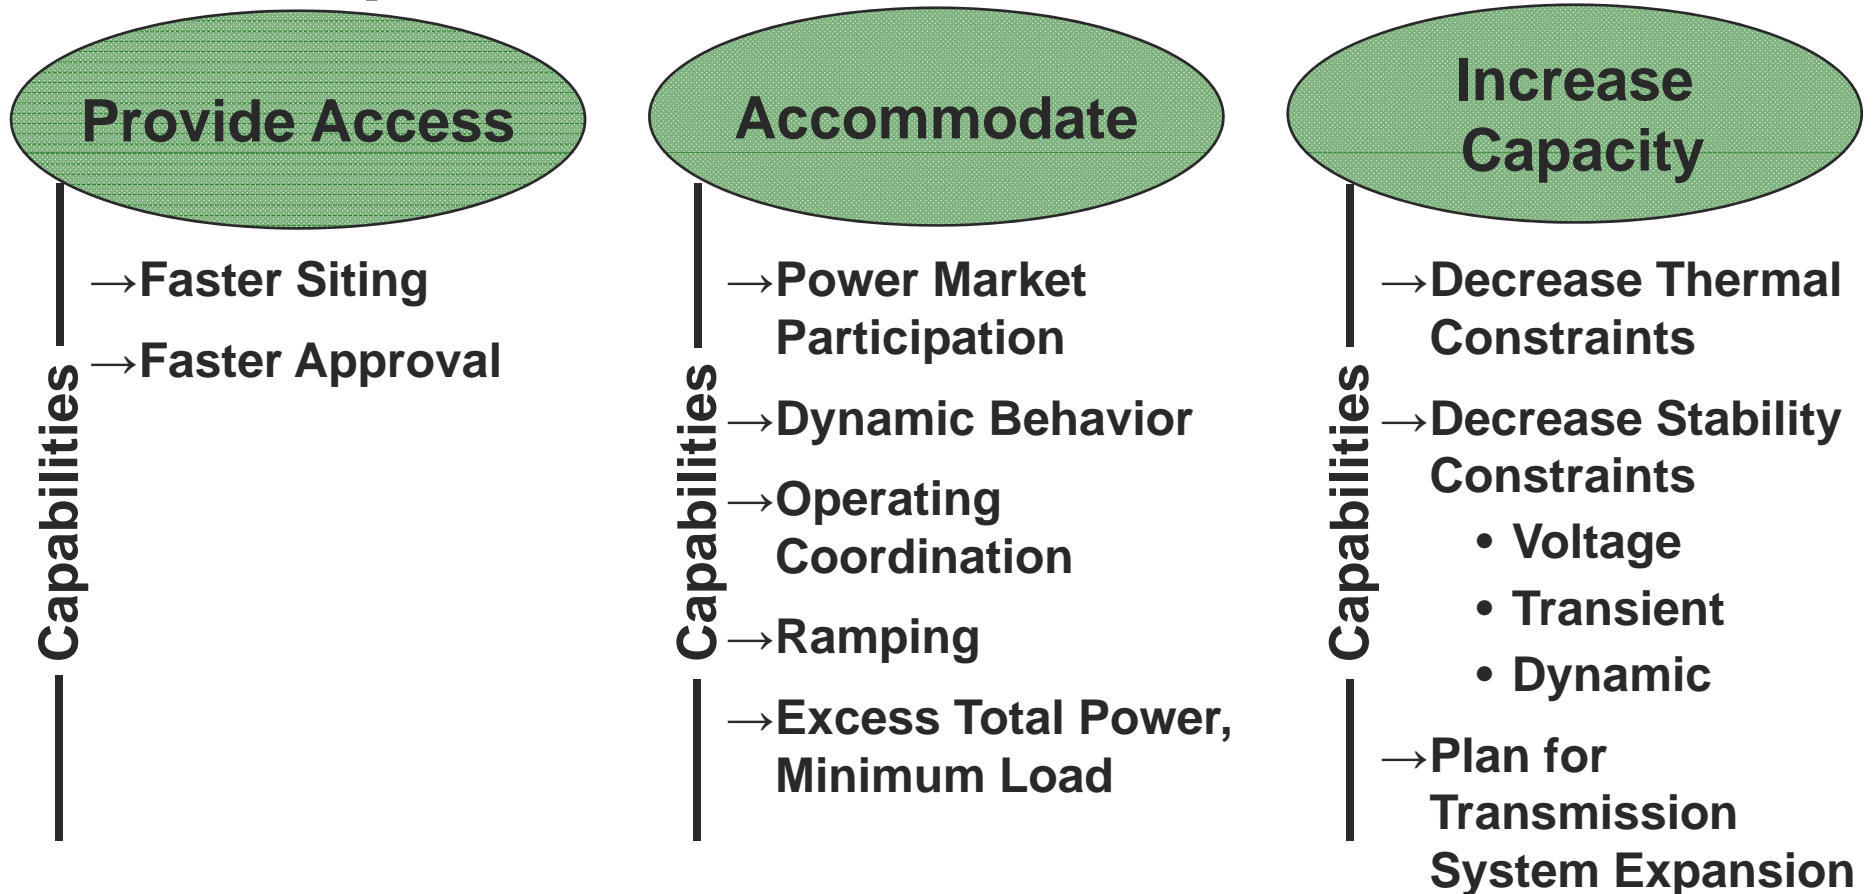 Provide Access
Capabilities
→Faster Siting
→Faster Approval
Accommodate
Capabilities
→Power Market
Participation
→Dynamic Behavior
→Operating
Coordination
→Ramping
→Excess Total Power,
Minimum Load
Increase
Capacity
Capabilities
→Decrease Thermal
Constraints
→Decrease Stability
Constraints
• Voltage
• Transient
• Dynamic
→Plan for
Transmission
System Expansion